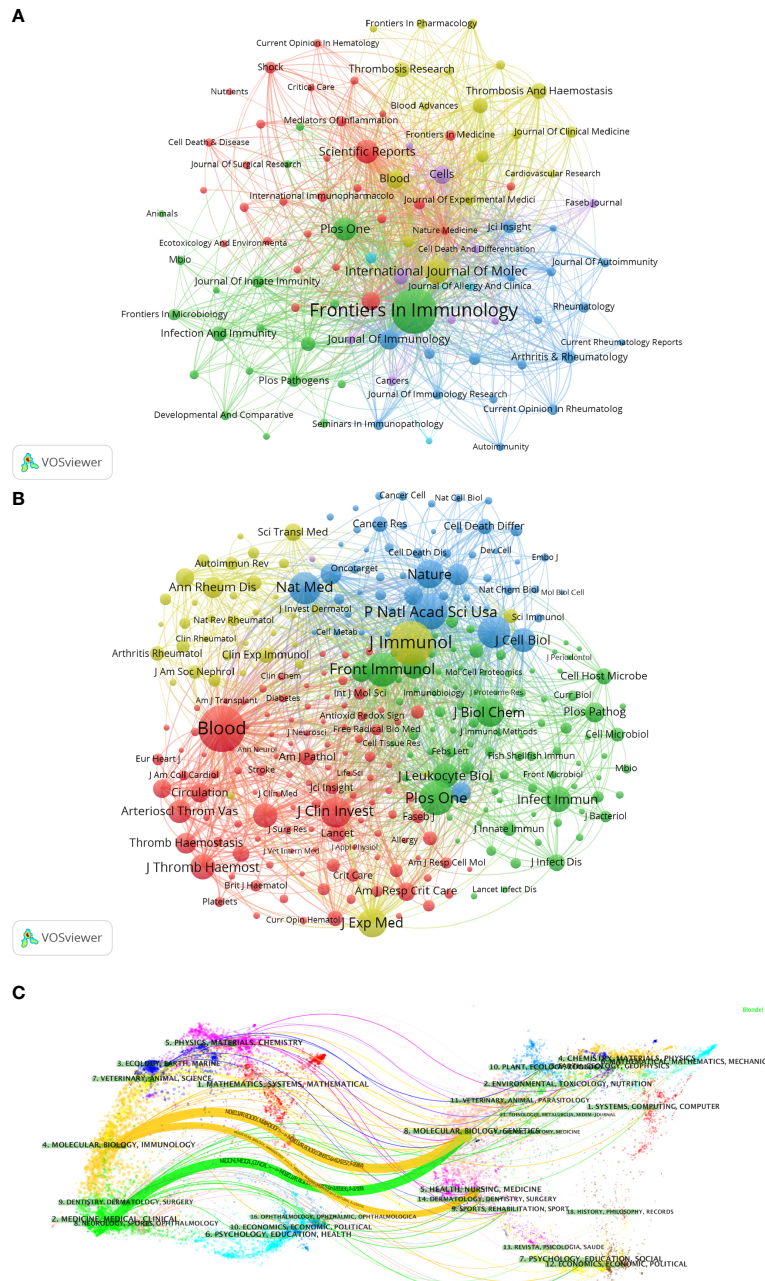 A
Frontiers In Pharmacology
Current Opinion In Hematology
Shock
Thrombosis Research
Nutrients
Critical Care
Thrombosis And Haemostasis
Blood Advances
Mediators Of Inflammation
Frontiers In Medicine
Journal Of Clinical Medicine
Cell Death & Disease
Scientific Reports
Journal Of Surgical Research
Blood
Cells
Cardiovascular Research
International Immunopharmacolo
Journal Of Experimental Medici
Faseb Journal
Animals
Plos One
Nature Medicine
Jci Insight
Ecotoxicology And Environmenta
Cell Death And Differentiation
Mbio
International Journal Of Molec
Journal Of Autoimmunity
Journal Of Innate Immunity
Journal Of Allergy And Clinica
Frontiers In Immunology
Rheumatology
Frontiers In Microbiology
Infection And Immunity
Journal Of Immunology
Current Rheumatology Reports
Arthritis & Rheumatology
Plos Pathogens
Cancers
Journal Of Immunology Research
Developmental And Comparative
Current Opinion In Rheumatolog
Seminars In Immunopathology
Autoimmunity
VOSviewer
B
Cancer Cell
Nat Cell Biol
Sci Transl Med
Cancer Res
Cell Death Differ
Cell Death Dis
Dev Cell
Embo J
Autoimmun Rev
Oncotarget
Ann Rheum Dis
Nat Med
Nature
Nat Chem Biol
Mol Biol Cell
J Invest Dermatol
P Natl Acad Sci Usa
Nat Rev Rheumatol
Sci Immunol
Clin Rheumatol
Cell Metab
J Immunol
J Cell Biol
Arthritis Rheumatol
Clin Exp Immunol
J Periodontol
J Am Soc Nephrol
Clin Chem
Front Immunol
Mol Cell Proteomics
Cell Host Microbe
Am J Transplant
Diabetes
Int J Mol Sci
Immunobiology
J Proteome Res
Curr Biol
Antioxid Redox Sign
J Biol Chem
Plos Pathog
Blood
J Neurosci
Free Radical Bio Med
J Immunol Methods
Cell Microbiol
Ann Neurol
Cell Tissue Res
Eur Heart J
Am J Pathol
Febs Lett
Fish Shellfish Immun
J Am Coll Cardiol
Stroke
Life Sci
J Leukocyte Biol
Front Microbiol
Mbio
Circulation
J Clin Med
Jci Insight
Plos One
Infect Immun
Arterioscl Throm Vas
J Clin Invest
Faseb J
J Bacteriol
J Surg Res
Lancet
J Innate Immun
Thromb Haemostasis
J Vet Intern Med
J Appl Physiol
Allergy
J Thromb Haemost
Am J Resp Cell Mol
J Infect Dis
Brit J Haematol
Crit Care
Am J Resp Crit Care
Lancet Infect Dis
Platelets
Curr Opin Hematol
J Exp Med
VOSviewer
C
Blondel
5. PHYSICS, MATERIALS, CHEMISTRY
3. ECOLOGY, EARTH, MARINE
7. VETERINARY, ANIMAL, SCIENCE
1. MATHEMATICS, SYSTEMS, MATHEMATICAL
4. MOLECULAR, BIOLOGY, IMMUNOLOGY
9. DENTISTRY, DERMATOLOGY, SURGERY
2. MEDICINE, MEDICAL, CLINICAL
8. NEUROLOGY, SPORTS, OPHTHALMOLOGY
10. ECONOMICS, ECONOMIC, POLITICAL
6. PSYCHOLOGY, EDUCATION, HEALTH
4. CHEMISTRY, MATERIALS, PHYSICS
2. ENVIRONMENTAL, TOXICOLOGY, NUTRITION
11. VETERINARY, ANIMAL, PARASITOLOGY
1. SYSTEMS, COMPUTING, COMPUTER
8. MOLECULAR, BIOLOGY, GENETICS
5. HEALTH, NURSING, MEDICINE
14. DERMATOLOGY, DENTISTRY, SURGERY
9. SPORTS, REHABILITATION, SPORT
13. REVISTA, PSICOLOGIA, SAUDE
7. PSYCHOLOGY, EDUCATION, SOCIAL
12. ECONOMICS, ECONOMIC, POLITICAL